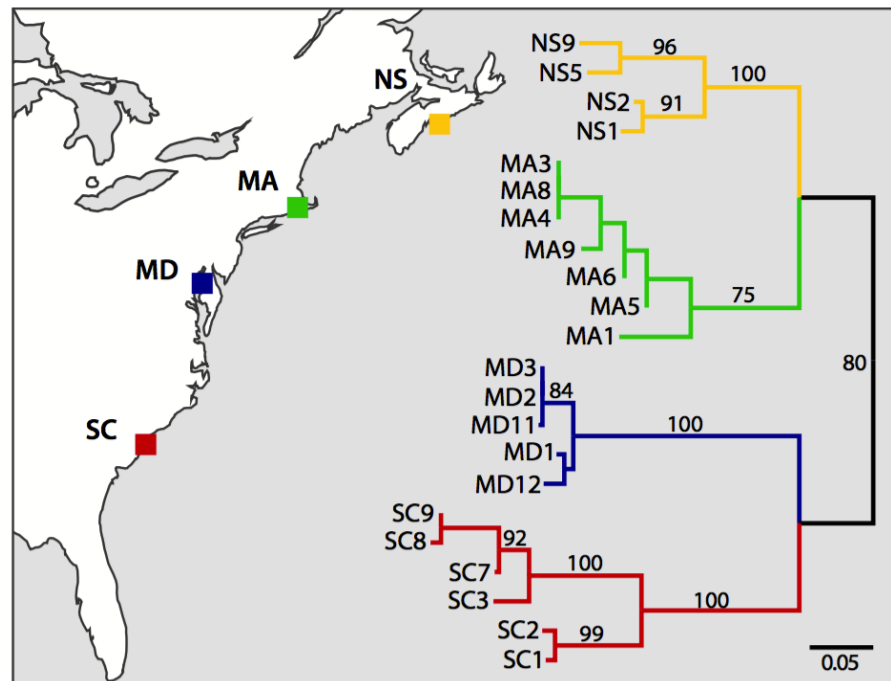 NS
MA
MD
SC
NS9
96
NS5
100
NS2
91
NS1
MA3
MA8
MA4
MA9
MA6
MA5
75
MA1
80
MD3
84
MD2
MD11
100
MD1
MD12
SC9
SC8
92
SC7
100
SC3
100
SC2
99
SC1
0.05